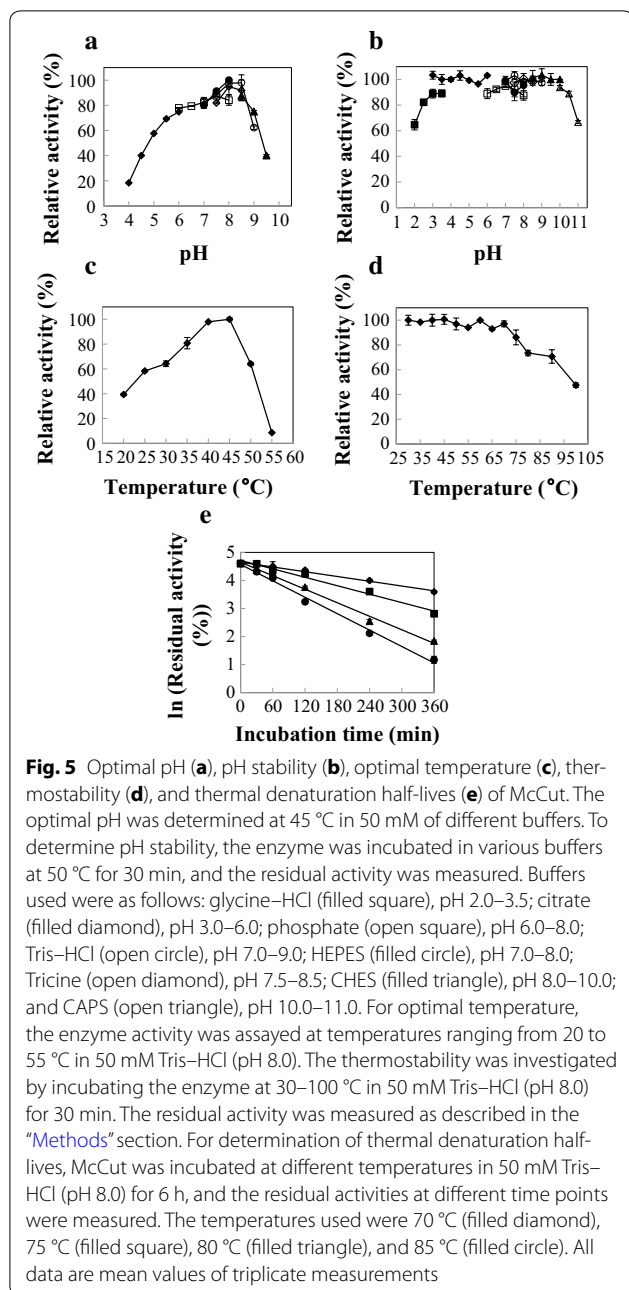 a
b
Relative activity (%)
120
100
80
60
40
20
0
3 4 5 6 7 8 9 10
pH
Relative activity (%)
120
100
80
60
40
20
0
1 2 3 4 5 6 7 8 9 10 11
pH
c
d
Relative activity (%)
120
100
80
60
40
20
0
15 20 25 30 35 40 45 50 55 60
Temperature (°C)
Relative activity (%)
120
100
80
60
40
20
0
25 35 45 55 65 75 85 95 105
Temperature (°C)
e
ln (Residual activity
(%))
5
4
3
2
1
0
0 60 120 180 240 300 360
Incubation time (min)
Fig. 5 Optimal pH (a), pH stability (b), optimal temperature (c), ther-
mostability (d), and thermal denaturation half-lives (e) of McCut. The
optimal pH was determined at 45 °C in 50 mM of different buffers. To
determine pH stability, the enzyme was incubated in various buffers
at 50 °C for 30 min, and the residual activity was measured. Buffers
used were as follows: glycine–HCl (filled square), pH 2.0–3.5; citrate
(filled diamond), pH 3.0–6.0; phosphate (open square), pH 6.0–8.0;
Tris–HCl (open circle), pH 7.0–9.0; HEPES (filled circle), pH 7.0–8.0;
Tricine (open diamond), pH 7.5–8.5; CHES (filled triangle), pH 8.0–10.0;
and CAPS (open triangle), pH 10.0–11.0. For optimal temperature,
the enzyme activity was assayed at temperatures ranging from 20 to
55 °C in 50 mM Tris–HCl (pH 8.0). The thermostability was investigated
by incubating the enzyme at 30–100 °C in 50 mM Tris–HCl (pH 8.0)
for 30 min. The residual activity was measured as described in the
“Methods” section. For determination of thermal denaturation half-
lives, McCut was incubated at different temperatures in 50 mM Tris–
HCl (pH 8.0) for 6 h, and the residual activities at different time points
were measured. The temperatures used were 70 °C (filled diamond),
75 °C (filled square), 80 °C (filled triangle), and 85 °C (filled circle). All
data are mean values of triplicate measurements